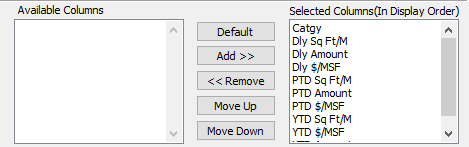 Available Columns
Selected Columns(In Display Order)
Default
Add >>
<< Remove
Move Up
Move Down
Catgy
Dly Sq Ft/M
Dly Amount
Dly $/MSF
PTD Sq Ft/M
PTD Amount
PTD $/MSF
YTD Sq Ft/M
YTD $/MSF